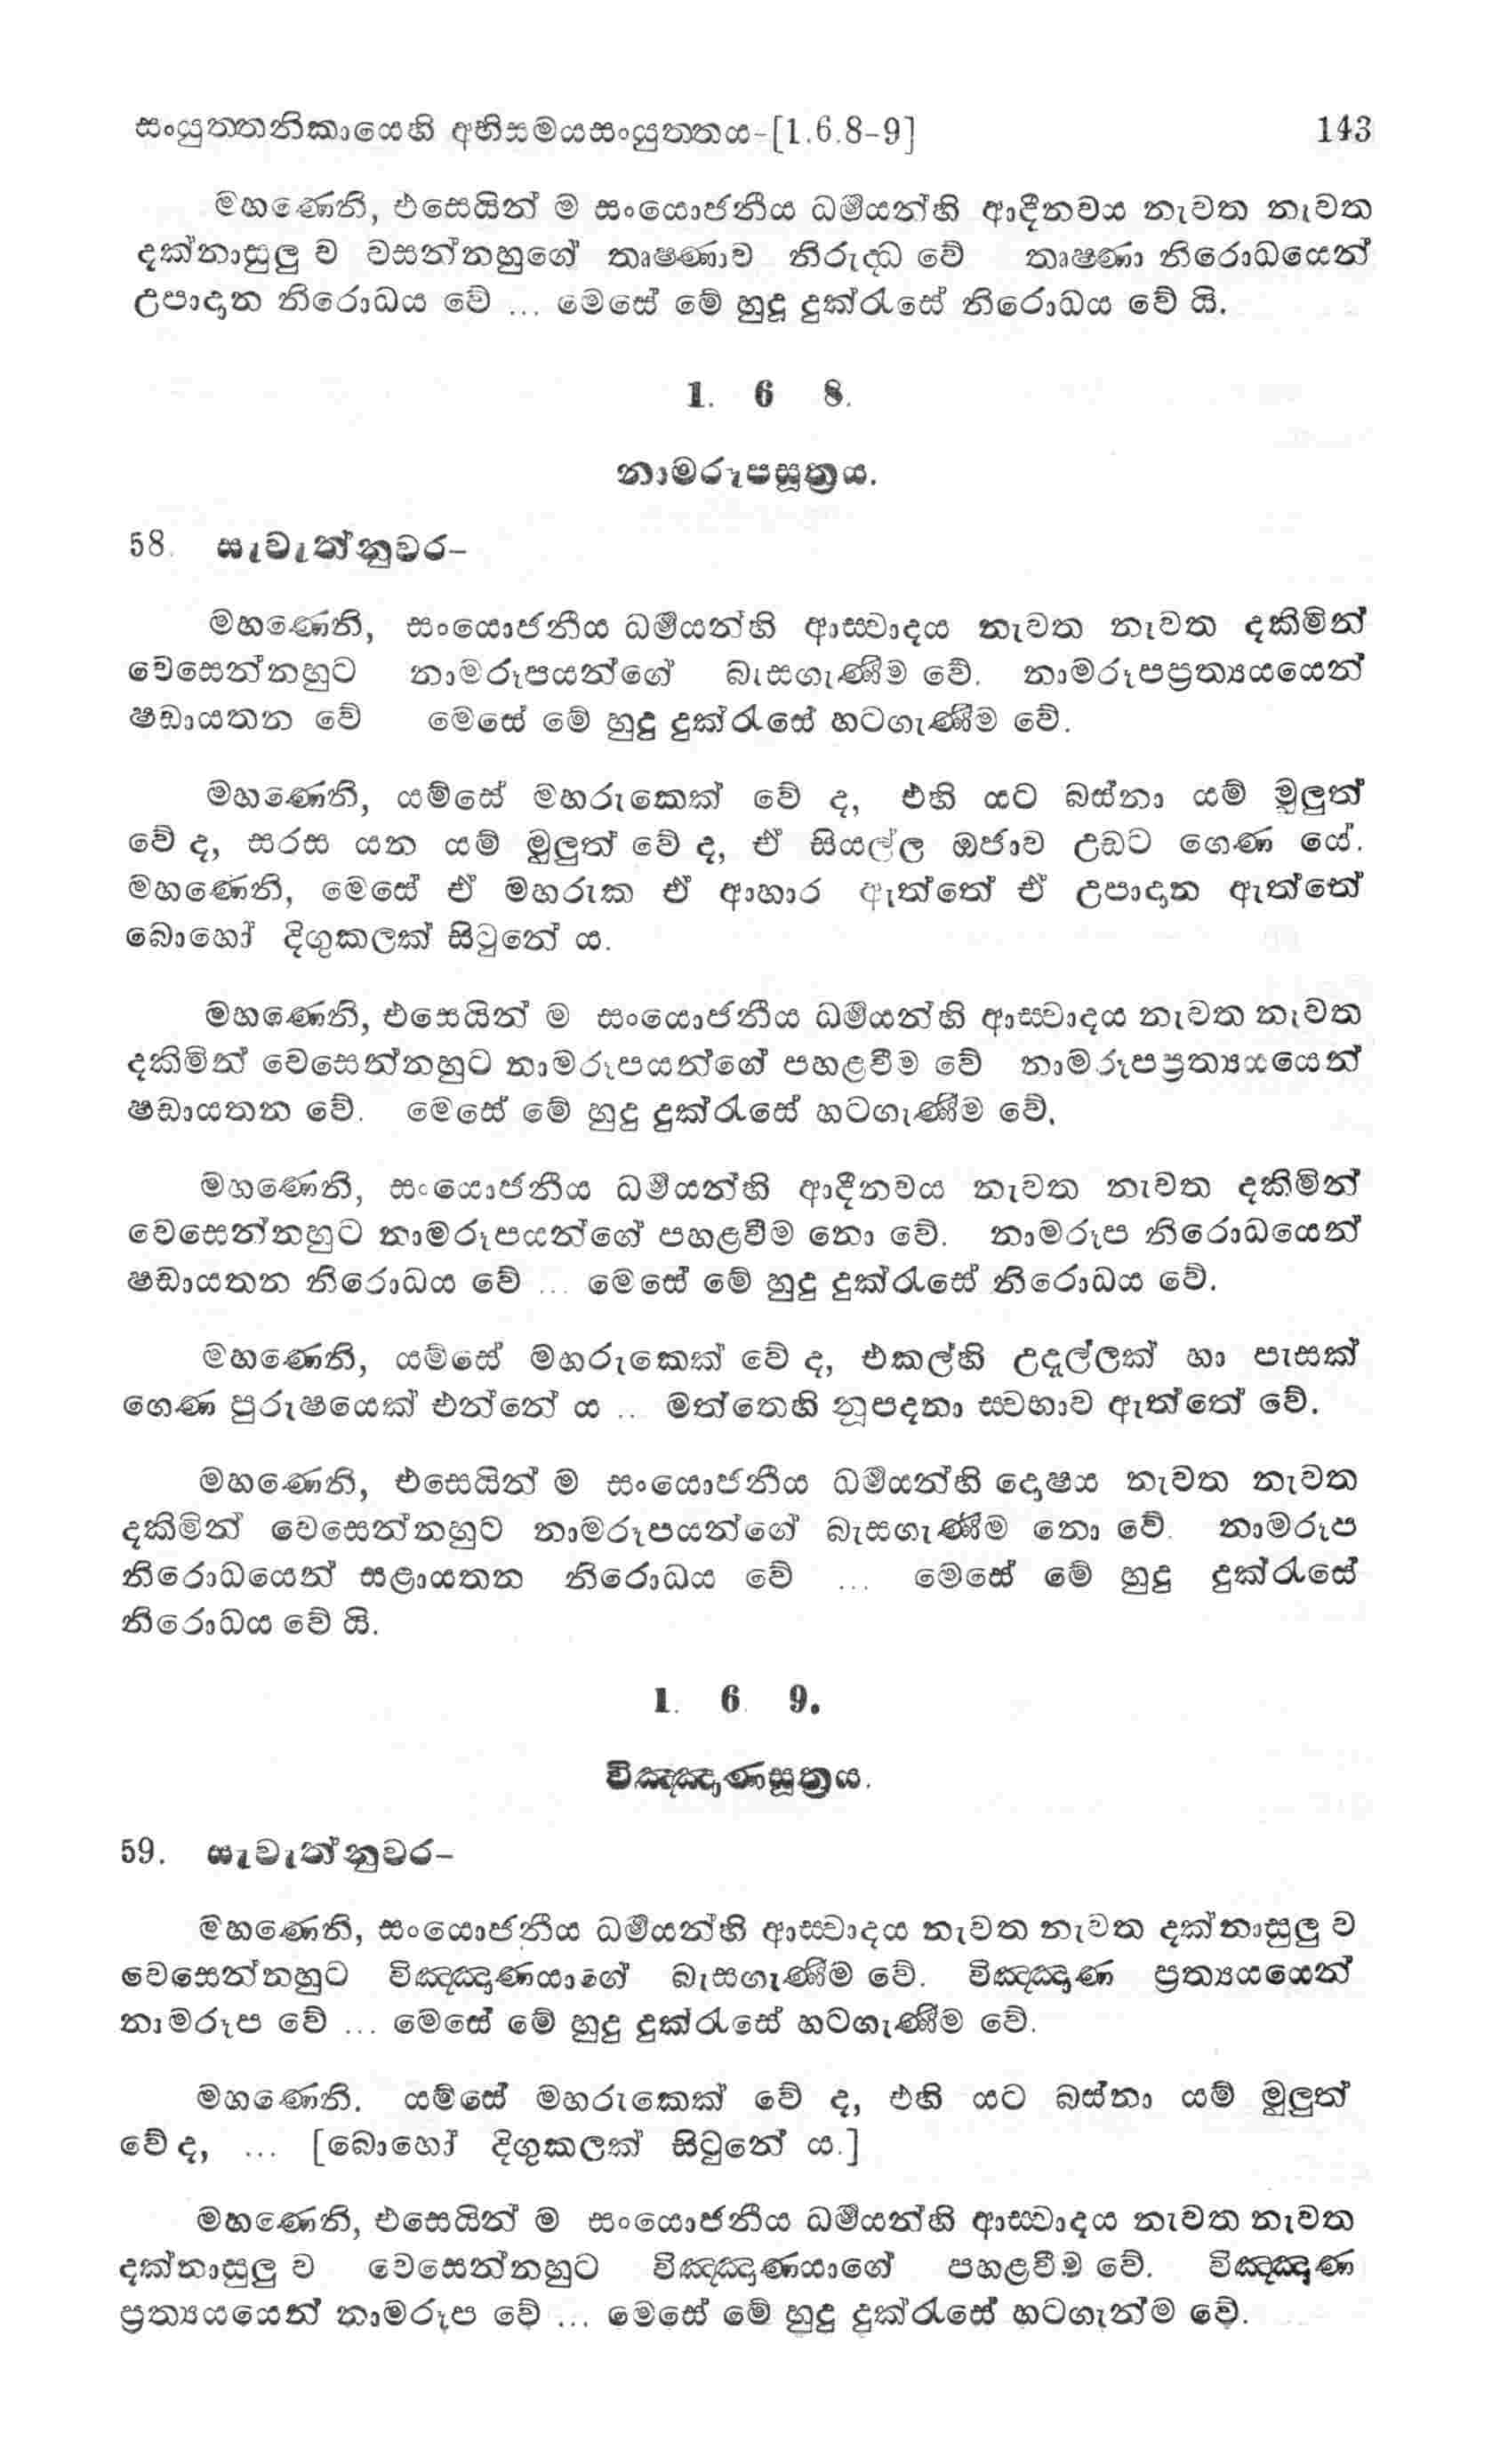 සංයුත්තනිකායෙහි අභිසමයසංයුත්තය-[1.6.8-9] 143
මහණෙනි, එසෙයින් ම සංයොජනීය ධර්‍මයන්හි ආදීනවය නැවත නැවත
දක්නාසුලු ව වසන්නහුගේ තෘෂ්ණාව නිරුද්ධ වේ තෘෂ්ණා නිරොධයෙන්
උපාදාන නිරොධය වේ ... මෙසේ මේ හුදූ දුක්රැසේ නිරොධය වේ යි.
1. 6 8.
නාමරූපසූත්‍රය.
58. සැවැත්නුවර–
මහණෙනි, සංයොජනීය ධර්‍මයන්හි ආස්වාදය නැවත නැවත දකිමින්
වෙසෙන්නහුට නාමරූපයන්ගේ බැසගැණීම වේ. නාමරූපප්‍රත්‍යයයෙන්
ෂඩායතන වේ මෙසේ මේ හුදු දුක්රැසේ හටගැණීම වේ.
මහණෙනි, යම්සේ මහරුකෙක් වේ ද, එහි යට බස්නා යම් මුලුත්
වේ ද, සරස යන යම් මුලුත් වේ ද, ඒ සියල්ල ඔජාව උඩට ගෙණ යේ.
මහණෙනි, මෙසේ ඒ මහරුක ඒ ආහාර ඇත්තේ ඒ උපාදාන ඇත්තේ
බොහෝ දිගුකලක් සිටුනේ ය.
මහණෙනි, එසෙයින් ම සංයොජනීය ධර්‍මයන්හි ආස්වාදය නැවත නැවත
දකිමින් වෙසෙන්නහුට නාමරූපයන්ගේ පහළවීම වේ නාමරූපප්‍රත්‍යයයෙන්
ෂඩායතන වේ. මෙසේ මේ හුදු දුක්රැසේ හටගැණීම වේ.
මහණෙනි, සංයොජනීය ධර්‍මයන්හි ආදීනවය නැවත නැවත දකිමින්
වෙසෙන්නහුට නාමරූපයන්ගේ පහළවීම නො වේ. නාමරූප නිරොධයෙන්
ෂඩායතන නිරොධය වේ ... මෙසේ මේ හුදු දුක්රැසේ නිරොධය වේ.
මහණෙනි, යම්සේ මහරුකෙක් වේ ද, එකල්හි උදැල්ලක් හා පැසක්
ගෙණ පුරුෂයෙක් එන්නේ ය .. මත්තෙහි නූපදනා ස්වභාව ඇත්තේ වේ.
මහණෙනි, එසෙයින් ම සංයොජනීය ධර්‍මයන්හි දොෂය නැවත නැවත
දකිමින් වෙසෙන්නහුට නාමරූපයන්ගේ බැසගැණීම නො වේ. නාමරූප
නිරොධයෙන් සළායතන නිරොධය වේ ... මෙසේ මේ හුදු දුක්රැසේ
නිරොධය වේ යි.
1. 6. 9.
විඤ්ඤාණසූත්‍රය.
59. සැවැත්නුවර–
මහණෙනි, සංයොජනීය ධර්‍මයන්හි ආස්වාදය නැවත නැවත දක්නාසුලු ව
වෙසෙන්නහුට විඤ්ඤාණයාගේ බැසගැණීම වේ. විඤ්ඤාණ ප්‍රත්‍යයයෙන්
නාමරූප වේ ... මෙසේ මේ හුදු දුක්රැසේ හටගැණීම වේ.
මහණෙනි. යම්සේ මහරුකෙක් වේ ද, එහි යට බස්නා යම් මුලුත්
වේ ද, ... [බොහෝ දිගුකලක් සිටුනේ ය.]
මහණෙනි, එසෙයින් ම සංයොජනීය ධර්‍මයන්හි ආස්වාදය නැවත නැවත
දක්නාසුලු ව වෙසෙන්නහුට විඤ්ඤාණයාගේ පහළවීම වේ. විඤ්ඤාණ
ප්‍රත්‍යයයෙන් නාමරූප වේ ... මෙසේ මේ හුදු දුක්රැසේ හටගැන්ම වේ.